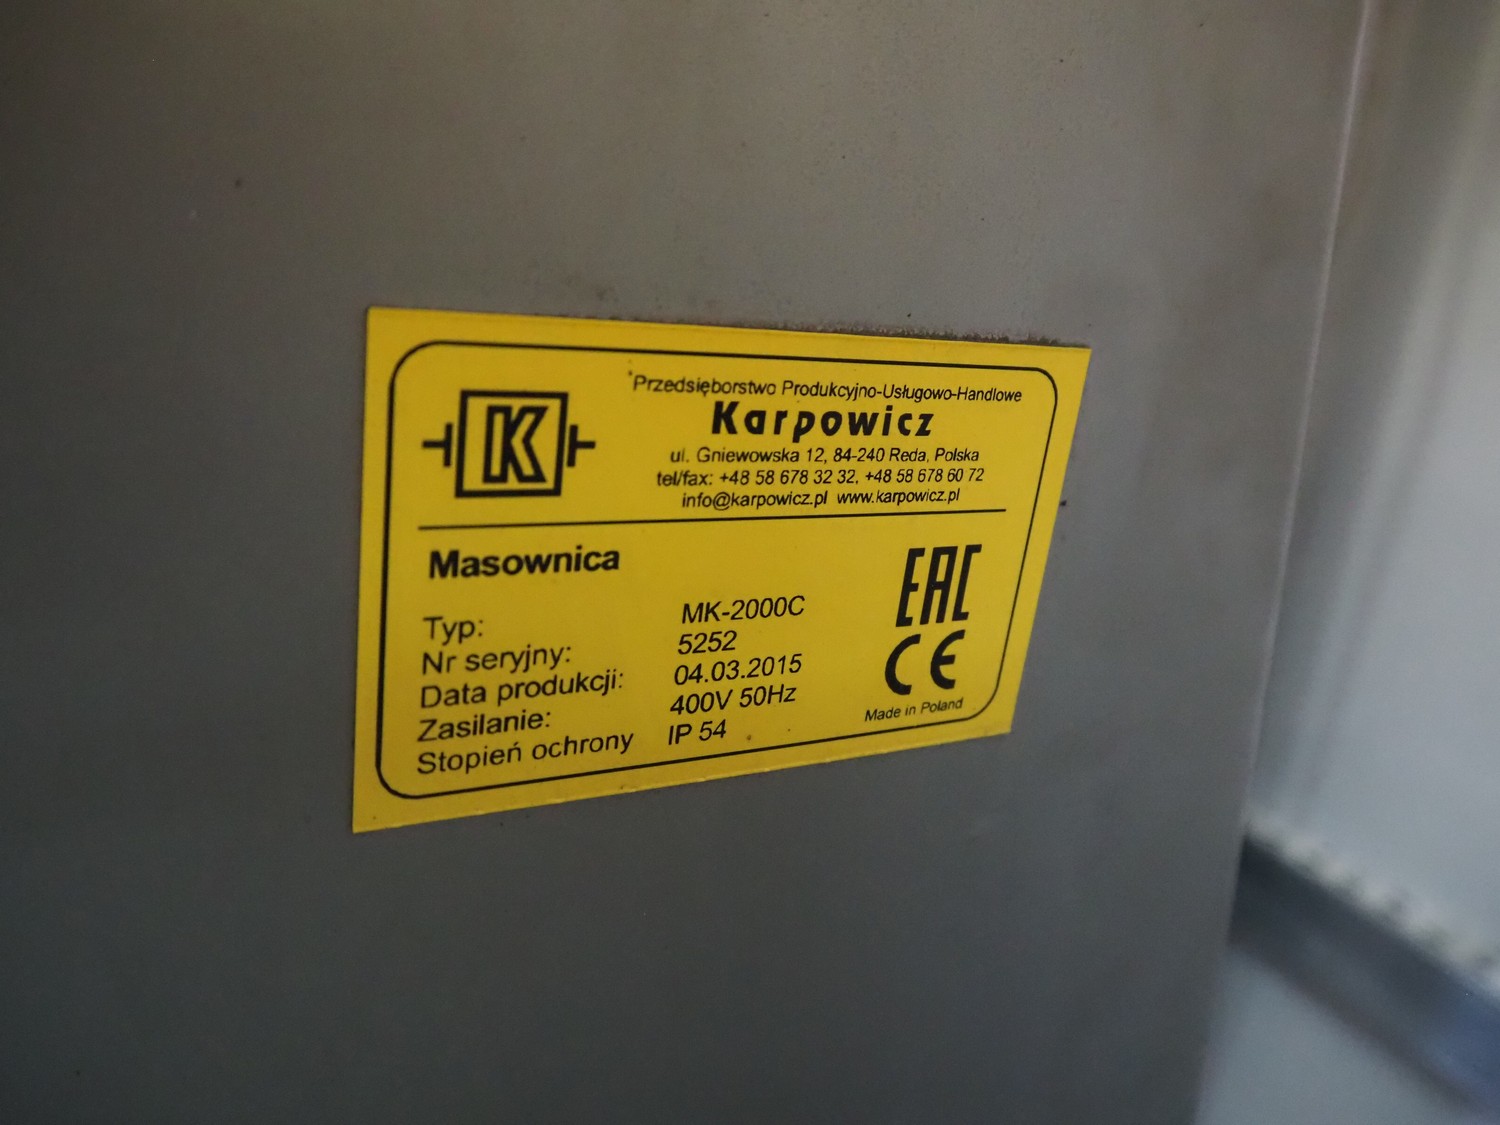 K
Przedsięborstwo Produkcyjno-Usługowo-Handlowe
Karpowicz
ul. Gniewowska 12, 84-240 Reda, Polska
tel/fax: +48 58 678 32 32, +48 58 678 60 72
info@karpowicz.pl www.karpowicz.pl
Masownica
Typ: MK-2000C
Nr seryjny: 5252
Data produkcji: 04.03.2015
Zasilanie: 400V 50Hz
Stopień ochrony IP 54
EAC
CE
Made in Poland